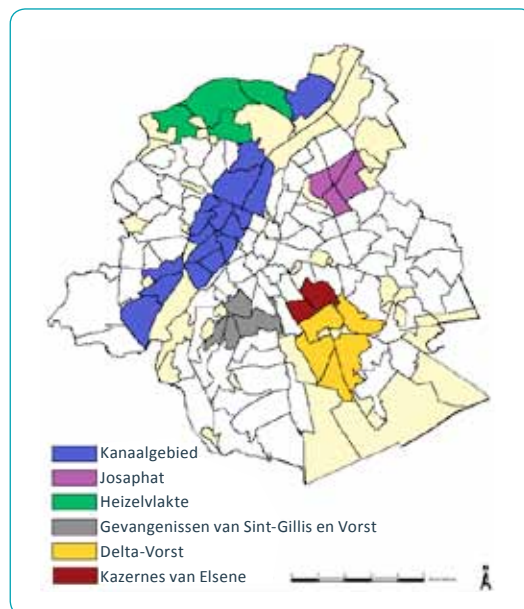 Kanaalgebied
Josaphat
Heizelvlakte
Gevangenissen van Sint-Gillis en Vorst
Delta-Vorst
Kazernes van Elsene